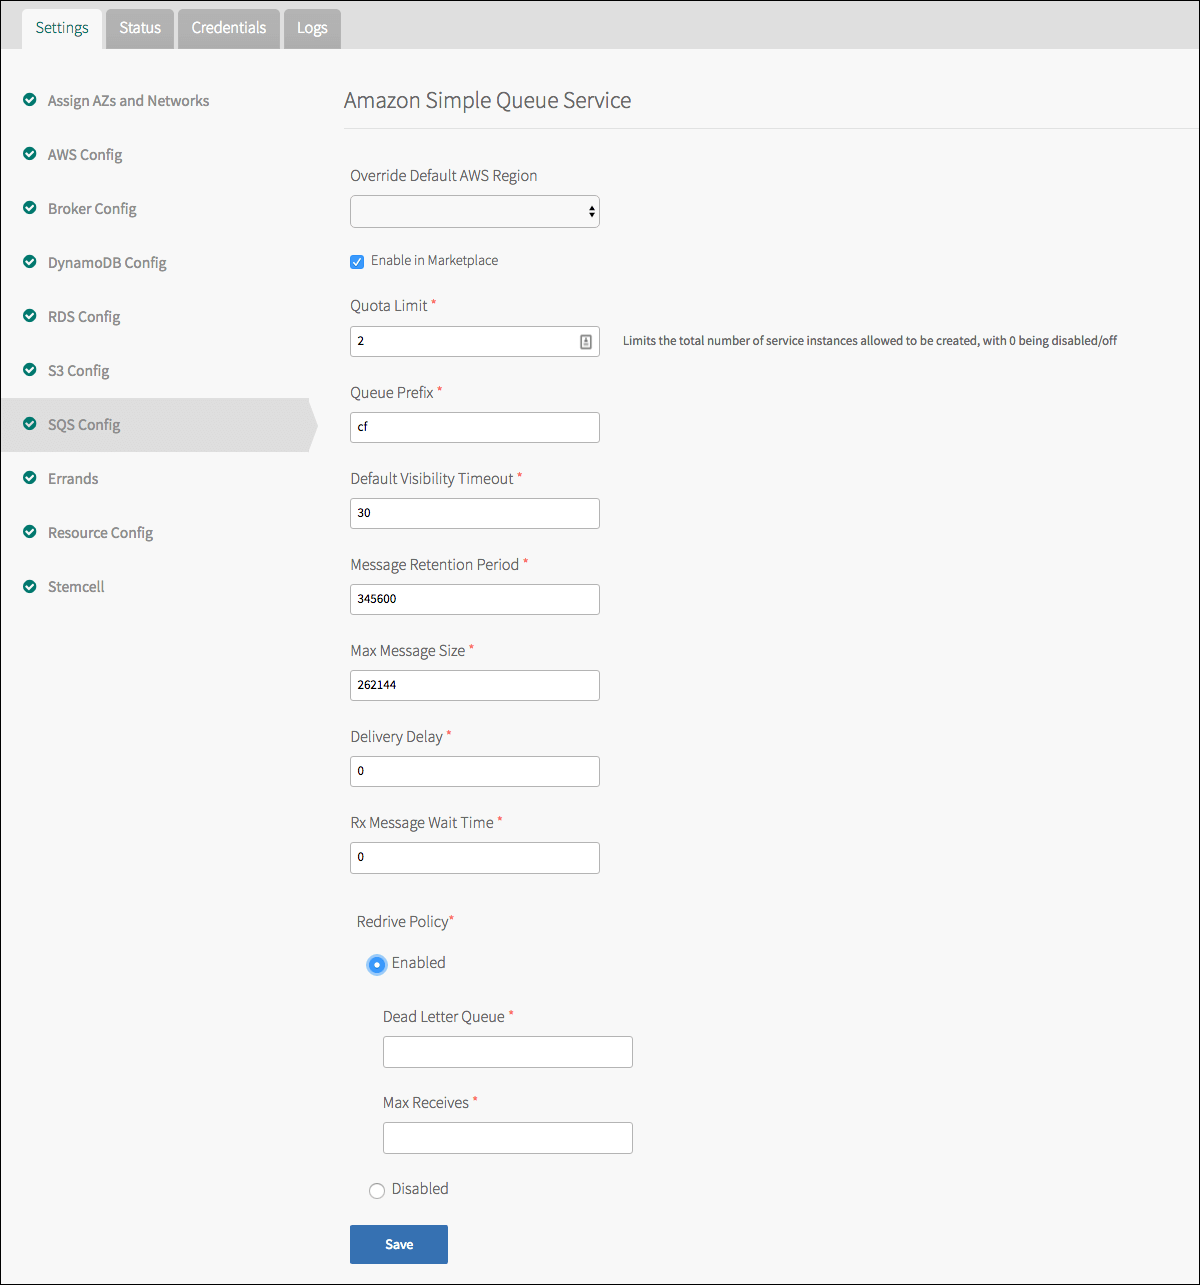 Settings Status Credentials Logs
Assign AZs and Networks
AWS Config
Broker Config
DynamoDB Config
RDS Config
S3 Config
SQS Config
Errands
Resource Config
Stemcell
Amazon Simple Queue Service
Override Default AWS Region
Enable in Marketplace
Quota Limit *
2
Limits the total number of service instances allowed to be created, with 0 being disabled/off
Queue Prefix *
cf
Default Visibility Timeout *
30
Message Retention Period *
345600
Max Message Size *
262144
Delivery Delay *
0
Rx Message Wait Time *
0
Redrive Policy*
Enabled
Dead Letter Queue *
Max Receives *
Disabled
Save